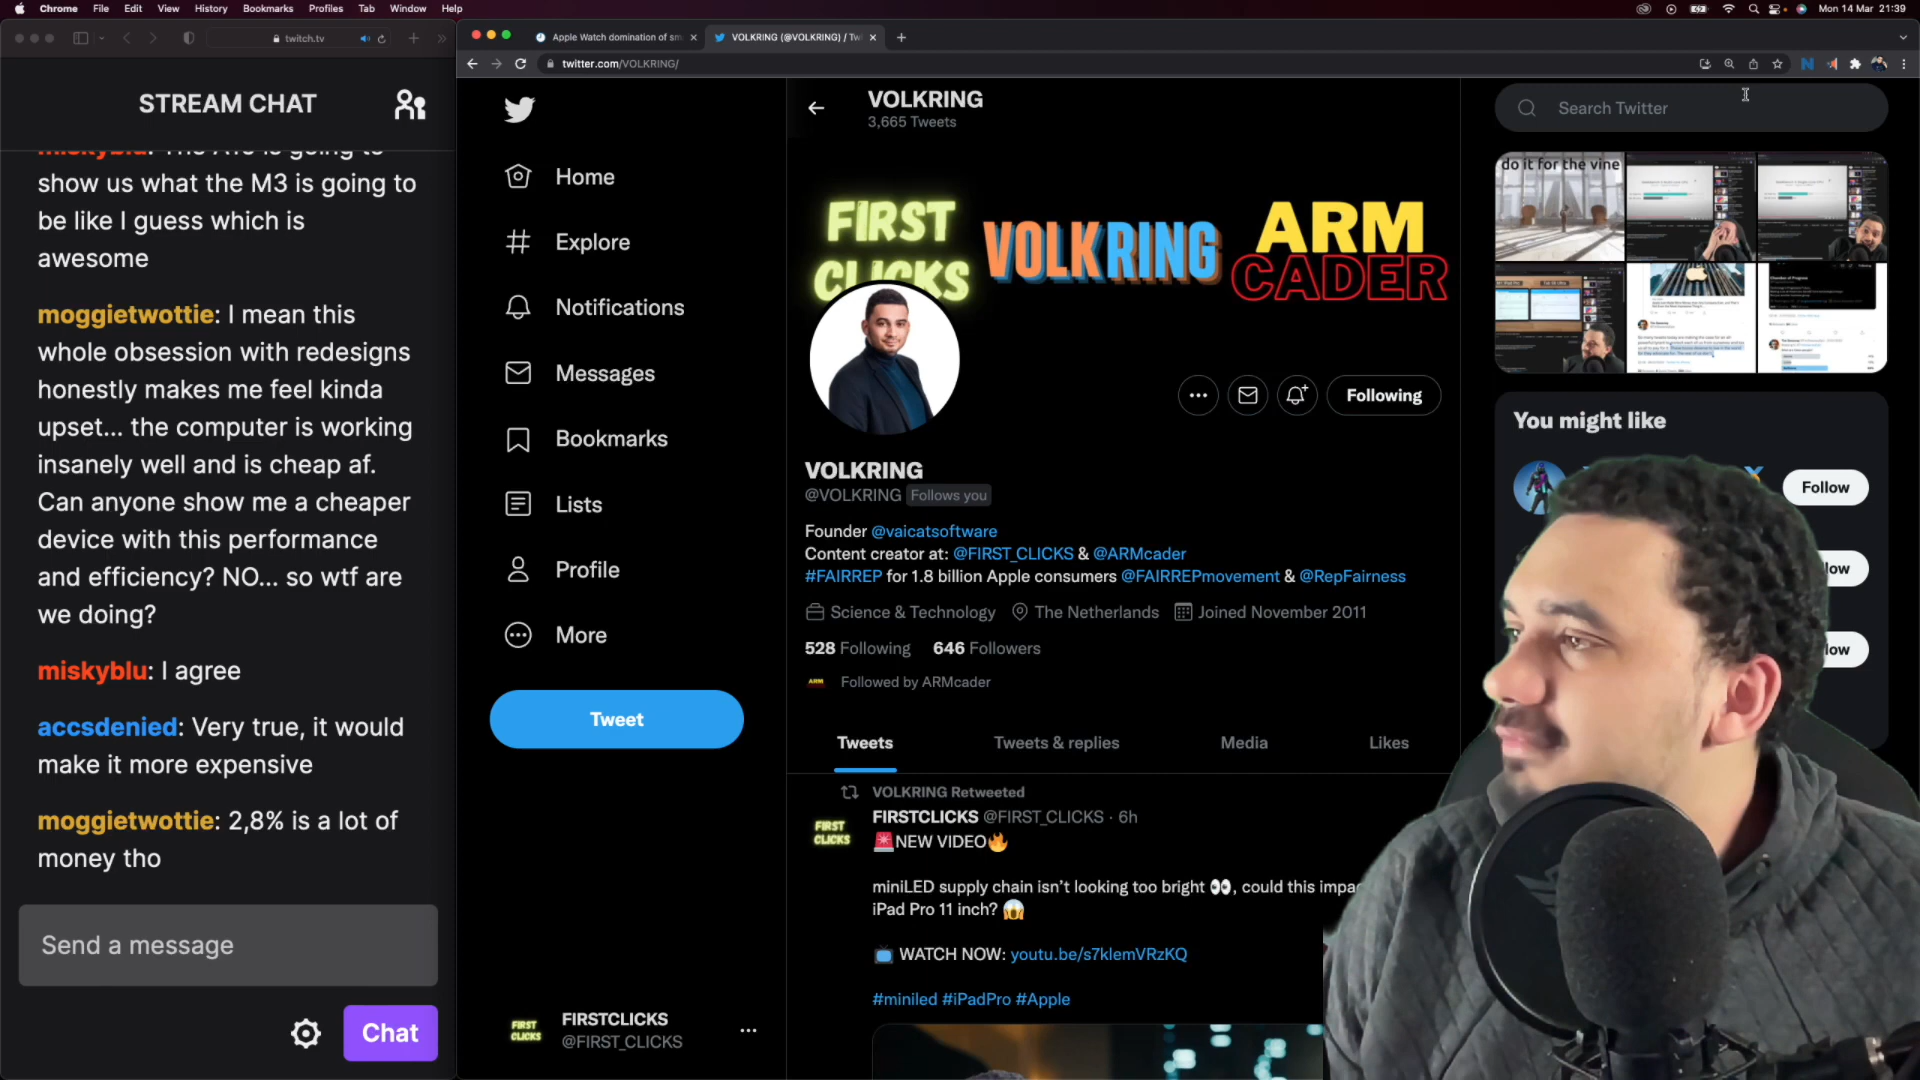 Chrome File Edit View History Bookmarks Profiles Tab Window Help
Mon 14 Mar 21:39
twitch.tv
Apple Watch domination of sm
VOLKRING (@VOLKRING) / Tw
twitter.com/VOLKRING/
STREAM CHAT
show us what the M3 is going to
be like I guess which is
awesome
moggietwottie: I mean this
whole obsession with redesigns
honestly makes me feel kinda
upset... the computer is working
insanely well and is cheap af.
Can anyone show me a cheaper
device with this performance
and efficiency? NO... so wtf are
we doing?
miskyblu: I agree
accsdenied: Very true, it would
make it more expensive
moggietwottie: 2,8% is a lot of
money tho
Send a message
Chat
Home
Explore
Notifications
Messages
Bookmarks
Lists
Profile
More
Tweet
FIRST CLICKS
FIRSTCLICKS
@FIRST_CLICKS
VOLKRING
3,665 Tweets
FIRST
CLICKS
VOLKRING
ARM
CADER
Following
VOLKRING
@VOLKRING Follows you
Founder @vaicatsoftware
Content creator at: @FIRST_CLICKS & @ARMcader
#FAIRREP for 1.8 billion Apple consumers @FAIRREPmovement & @RepFairness
Science & Technology The Netherlands Joined November 2011
528 Following 646 Followers
ARM
Followed by ARMcader
Tweets Tweets & replies Media Likes
VOLKRING Retweeted
FIRST CLICKS
FIRSTCLICKS @FIRST_CLICKS · 6h
🚨NEW VIDEO🔥
miniLED supply chain isn't looking too bright 👀, could this impa
iPad Pro 11 inch? 😱
📺 WATCH NOW: youtu.be/s7klemVRzKQ
#miniled #iPadPro #Apple
Search Twitter
do it for the vine
You might like
Follow
low
low